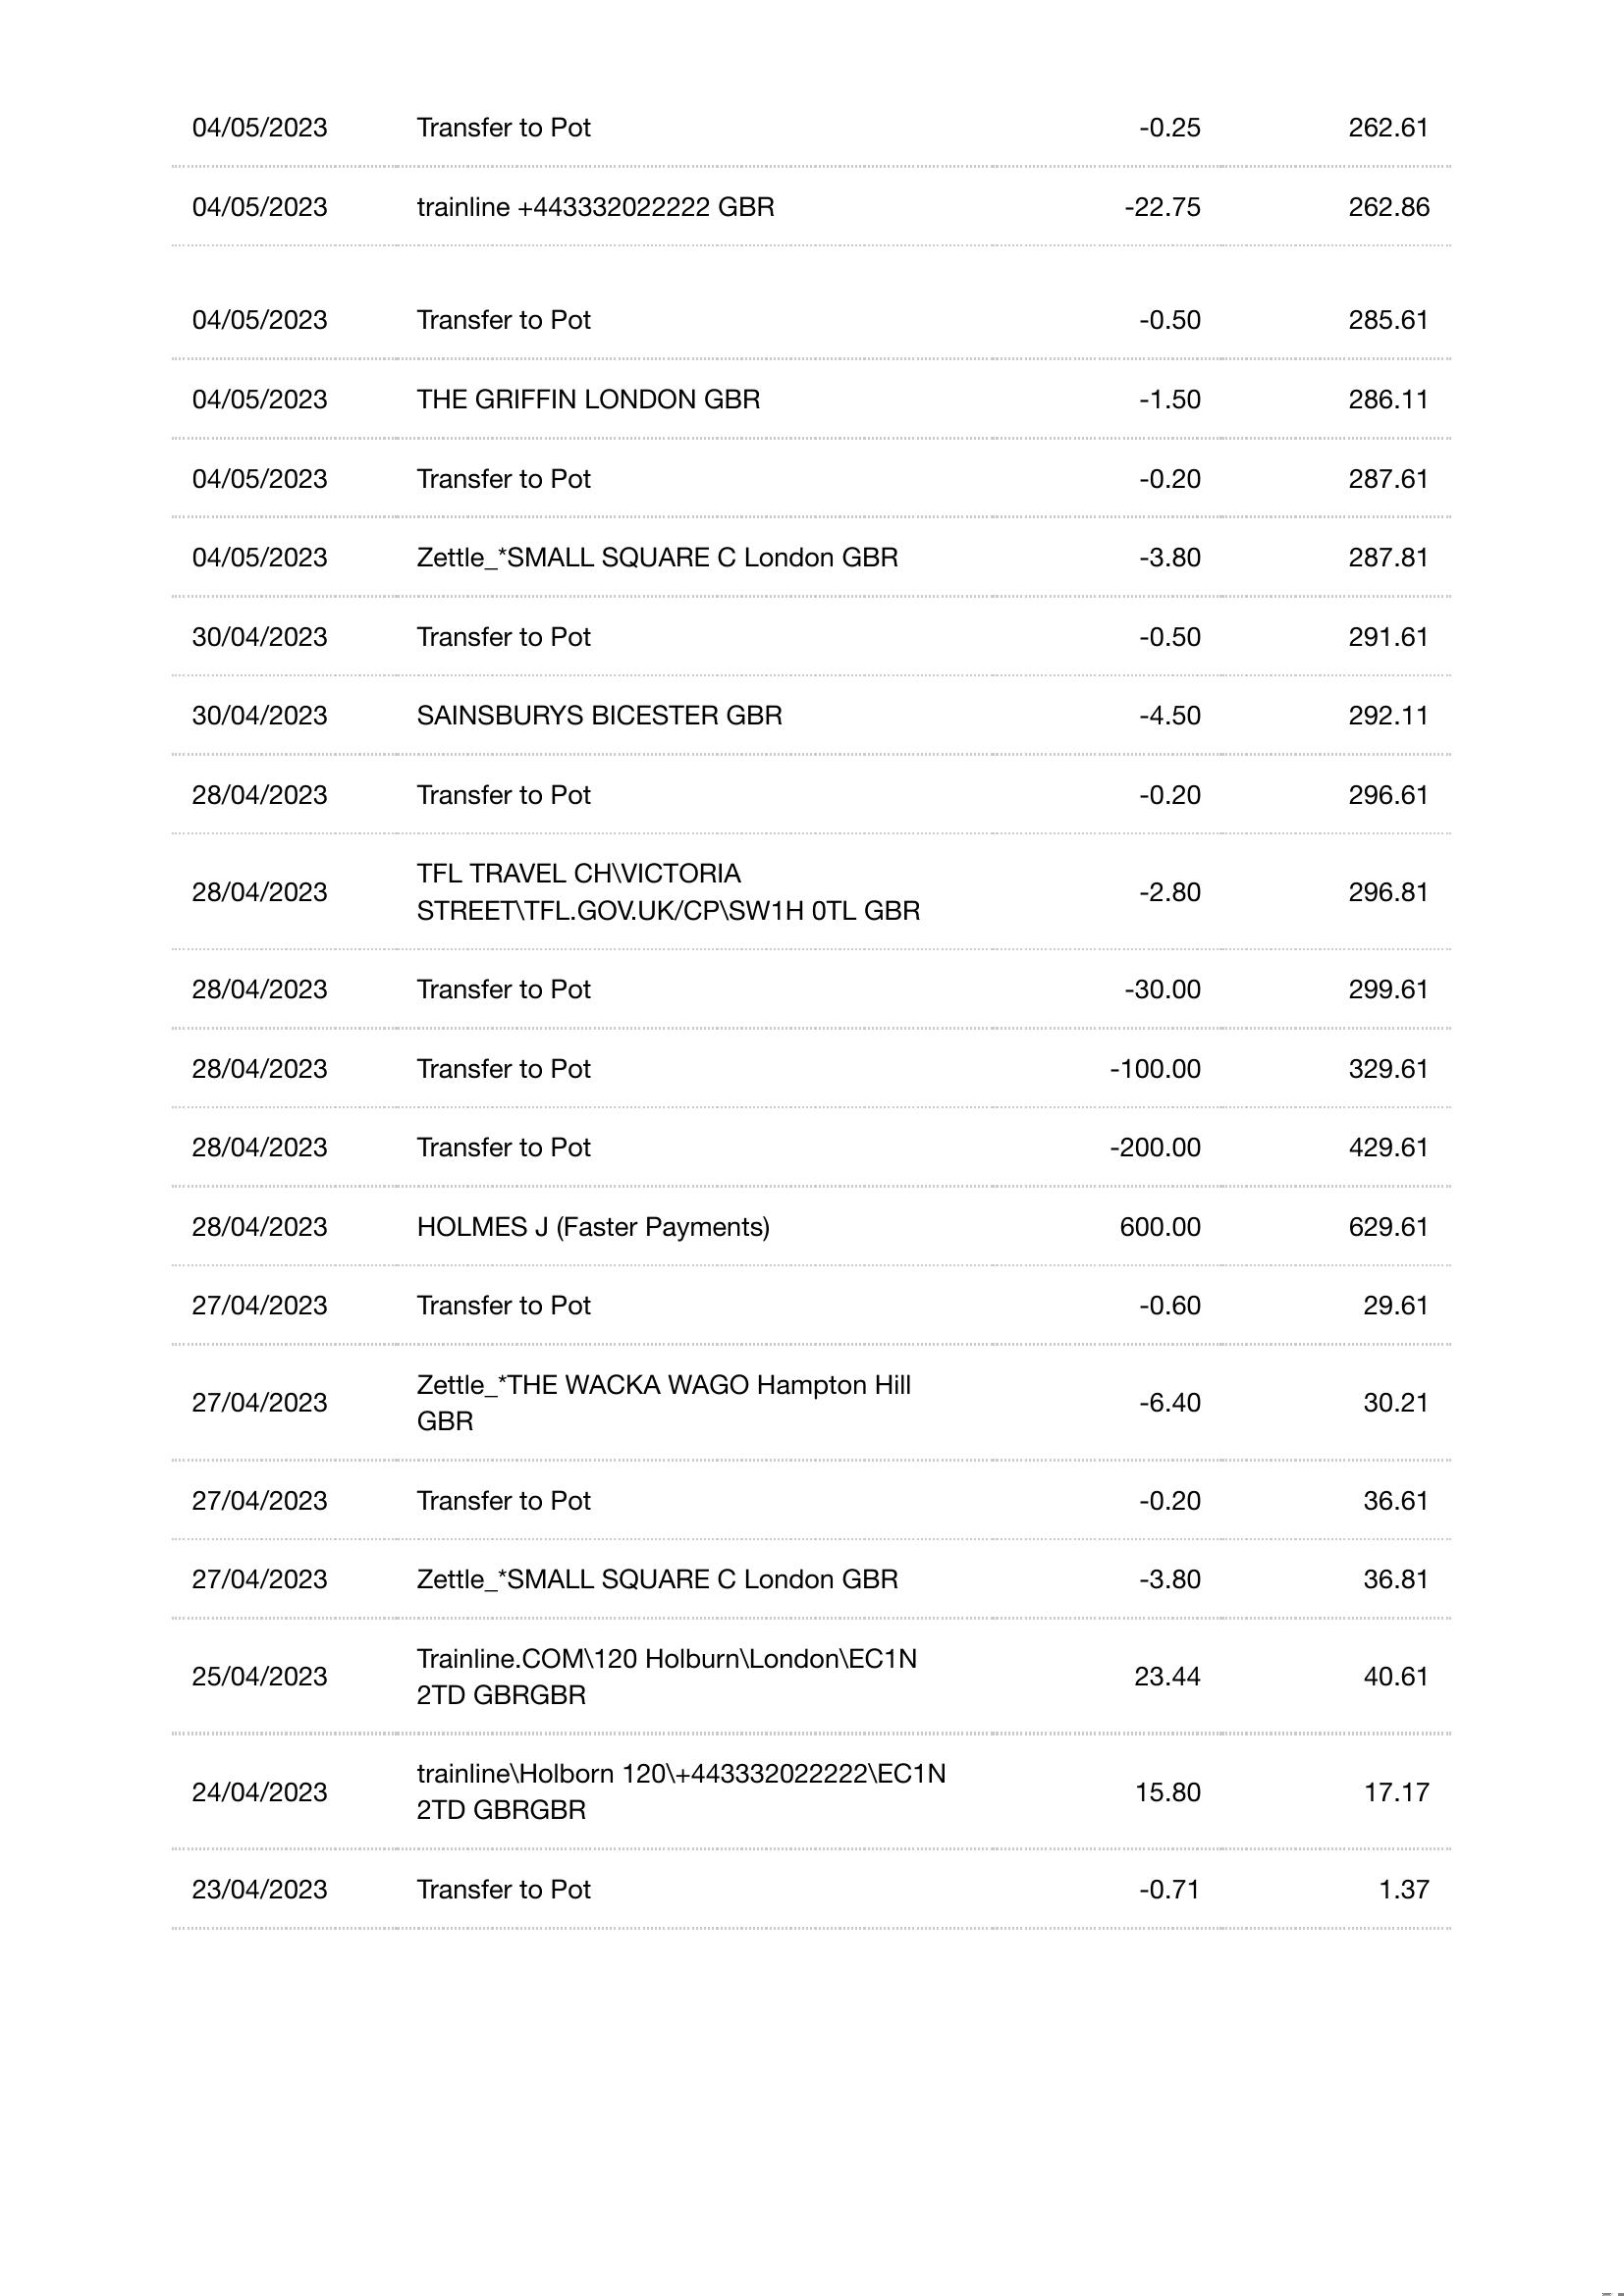 04/05/2023 Transfer to Pot -0.25 262.61
04/05/2023 trainline +443332022222 GBR -22.75 262.86
04/05/2023 Transfer to Pot -0.50 285.61
04/05/2023 THE GRIFFIN LONDON GBR -1.50 286.11
04/05/2023 Transfer to Pot -0.20 287.61
04/05/2023 Zettle_*SMALL SQUARE C London GBR -3.80 287.81
30/04/2023 Transfer to Pot -0.50 291.61
30/04/2023 SAINSBURYS BICESTER GBR -4.50 292.11
28/04/2023 Transfer to Pot -0.20 296.61
TFL TRAVEL CH\VICTORIA
28/04/2023 STREET\TFL.GOV.UK/CP\SW1H 0TL GBR -2.80 296.81
28/04/2023 Transfer to Pot -30.00 299.61
28/04/2023 Transfer to Pot -100.00 329.61
28/04/2023 Transfer to Pot -200.00 429.61
28/04/2023 HOLMES J (Faster Payments) 600.00 629.61
27/04/2023 Transfer to Pot -0.60 29.61
Zettle_*THE WACKA WAGO Hampton Hill
27/04/2023 GBR -6.40 30.21
27/04/2023 Transfer to Pot -0.20 36.61
27/04/2023 Zettle_*SMALL SQUARE C London GBR -3.80 36.81
Trainline.COM\120 Holburn\London\EC1N
25/04/2023 2TD GBRGBR 23.44 40.61
trainline\Holborn 120\+443332022222\EC1N
24/04/2023 2TD GBRGBR 15.80 17.17
23/04/2023 Transfer to Pot -0.71 1.37